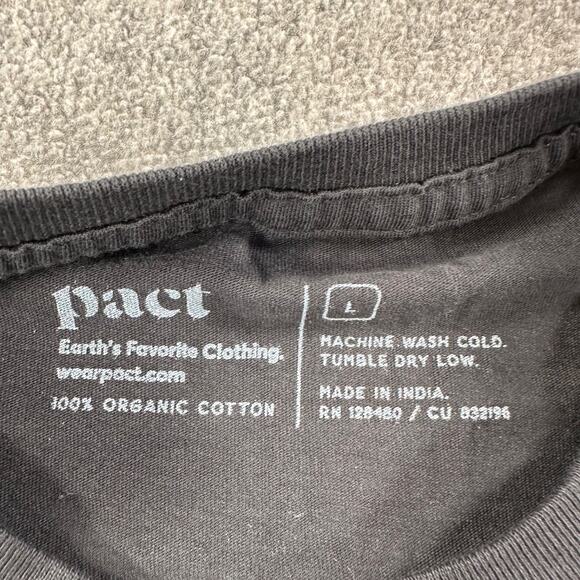 pact
Earth's Favorite Clothing.
wearpact.com
100% ORGANIC COTTON
L
MACHINE WASH COLD.
TUMBLE DRY LOW.
MADE IN INDIA.
RN 128480 / CU 832196